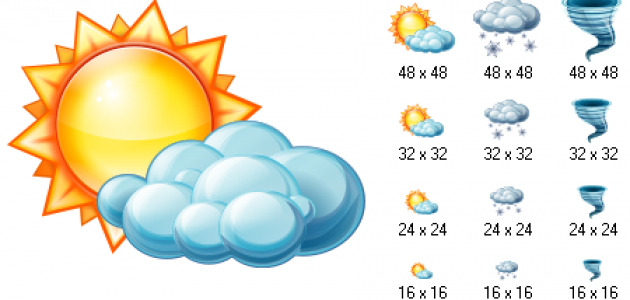 48 x 48 48 x 48 48 x 48
32 x 32 32 x 32 32 x 32
24 x 24 24 x 24 24 x 24
16 x 16 16 x 16 16 x 16